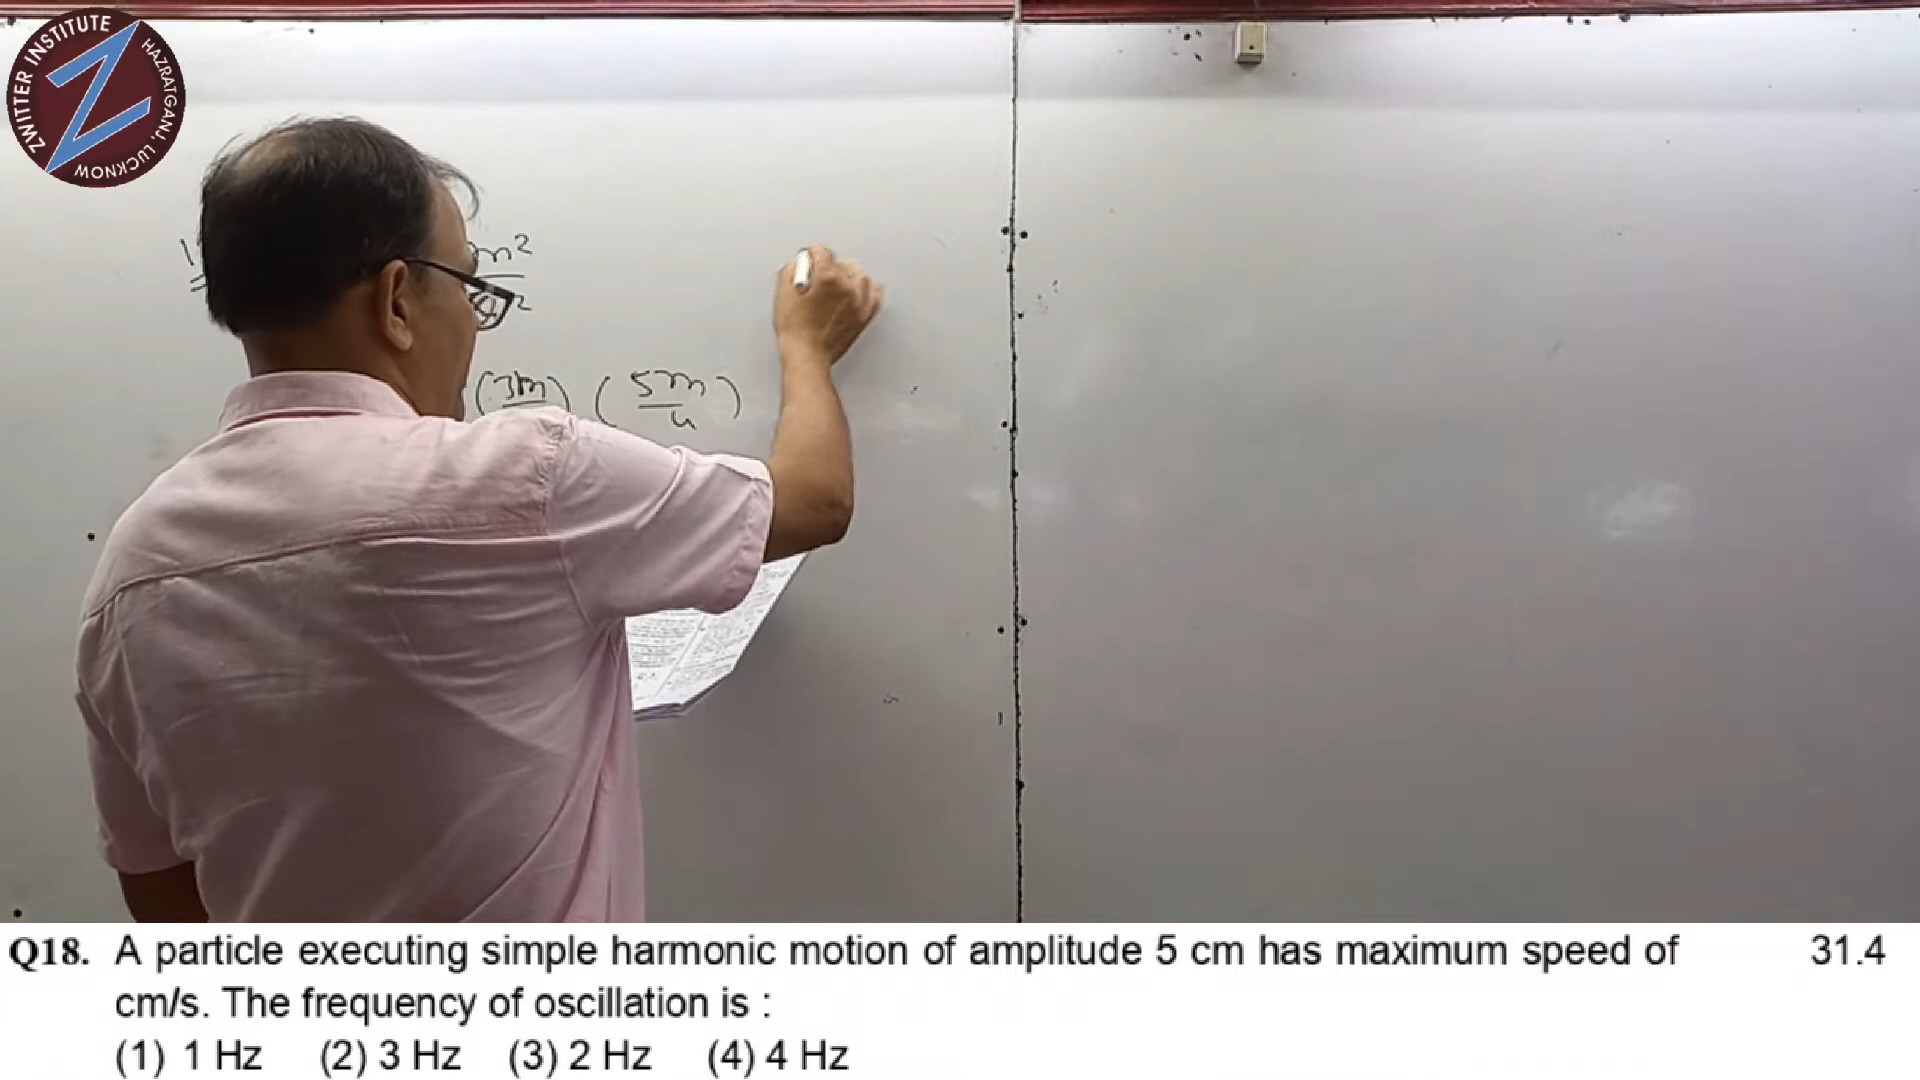 ZWITTER INSTITUTE
HAZRATGANJ, LUCKNOW
(3m) (5m/4)
Q18. A particle executing simple harmonic motion of amplitude 5 cm has maximum speed of 31.4
cm/s. The frequency of oscillation is :
(1) 1 Hz (2) 3 Hz (3) 2 Hz (4) 4 Hz